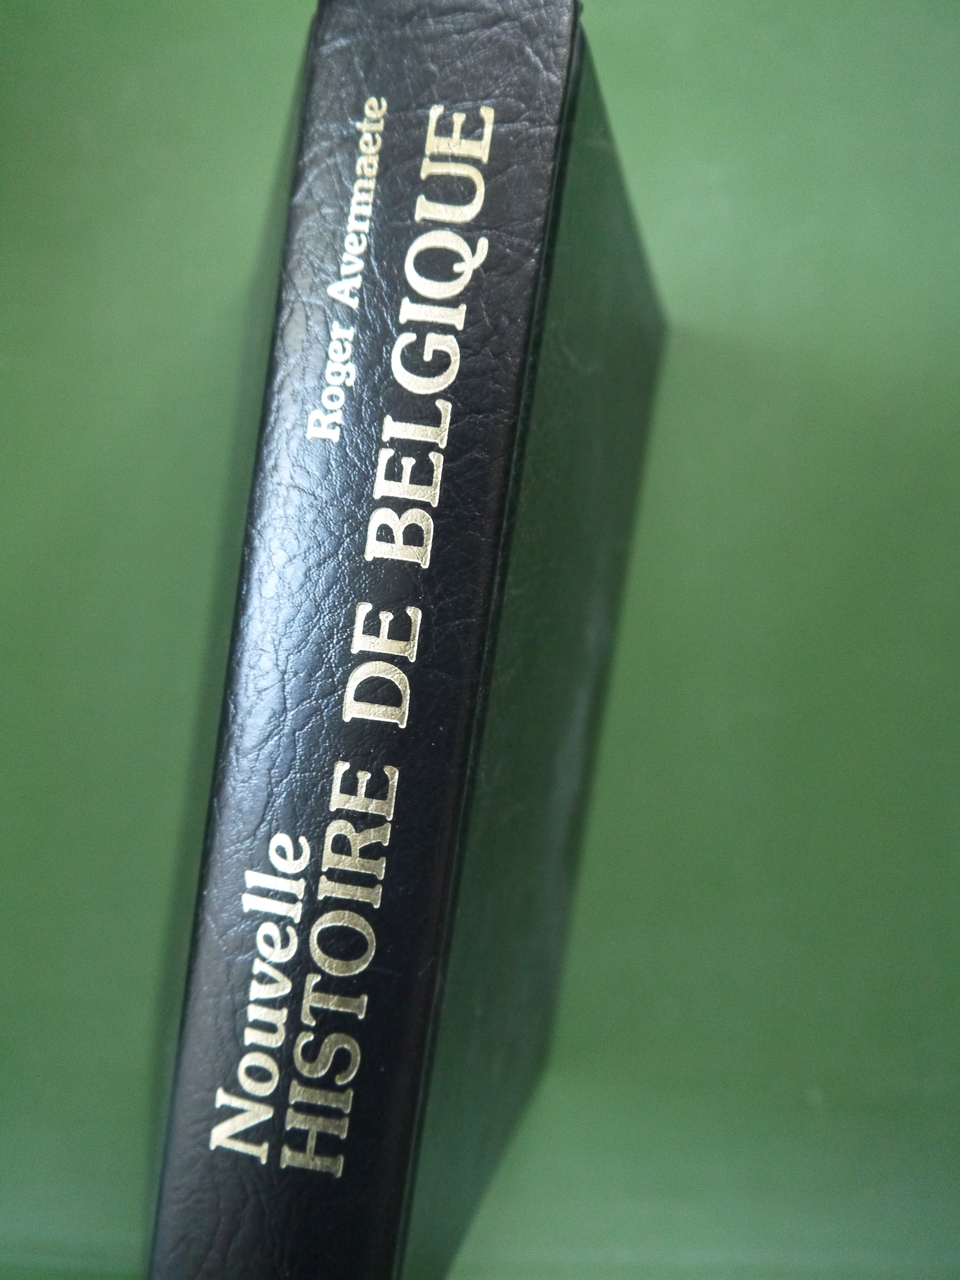 Roger Avermaete
Nouvelle
HISTOIRE DE BELGIQUE